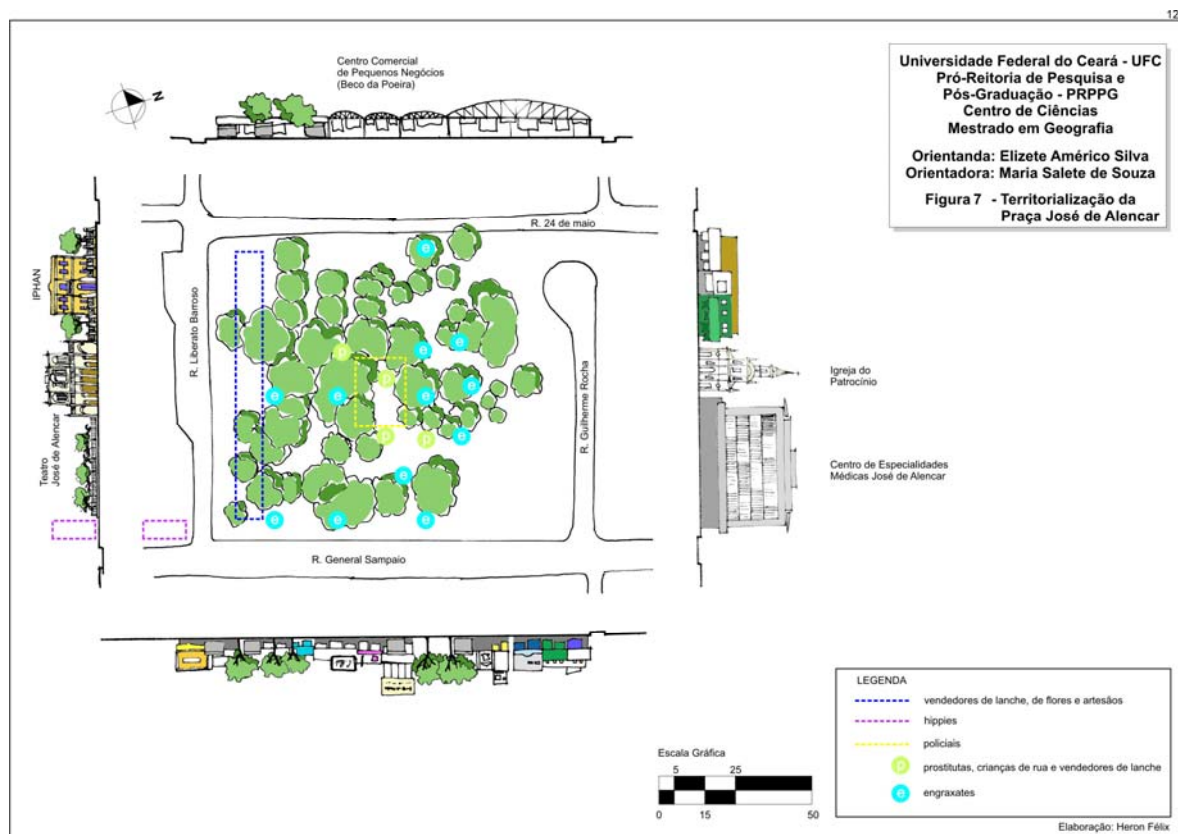 12
Centro Comercial
de Pequenos Negócios
(Beco da Poeira)
N
Universidade Federal do Ceará - UFC
Pró-Reitoria de Pesquisa e
Pós-Graduação - PRPPG
Centro de Ciências
Mestrado em Geografia
Orientanda: Elizete Américo Silva
Orientadora: Maria Salete de Souza
Figura 7 - Territorialização da
Praça José de Alencar
R. 24 de maio
IPHAN
R. Liberato Barroso
Teatro
José de Alencar
R. Guilherme Rocha
Igreja do
Patrocínio
Centro de Especialidades
Médicas José de Alencar
e
p
e
e
p
e
e
e
e
e
p
p
e
e
e
e
e
R. General Sampaio
LEGENDA
vendedores de lanche, de flores e artesãos
hippies
policiais
p prostitutas, crianças de rua e vendedores de lanche
e engraxates
Escala Gráfica
5 25
0 15 50
Elaboração: Heron Félix